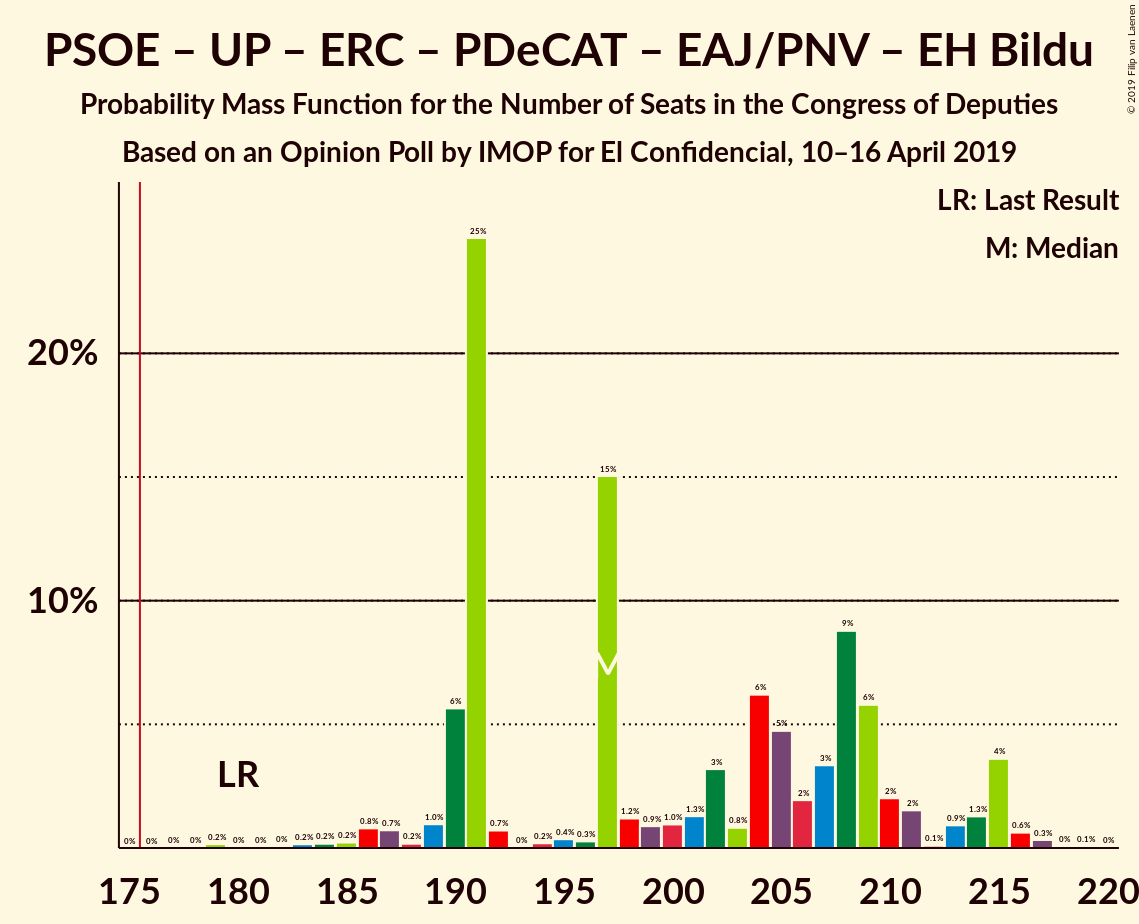 PSOE – UP – ERC – PDeCAT – EAJ/PNV – EH Bildu
Probability Mass Function for the Number of Seats in the Congress of Deputies
Based on an Opinion Poll by IMOP for El Confidencial, 10–16 April 2019
© 2019 Filip van Laenen
LR: Last Result
M: Median
20%
10%
LR
M
0% 0% 0% 0% 0.2% 0% 0% 0% 0.2% 0.2% 0.2% 0.8% 0.7% 0.2% 1.0% 6% 25% 0.7% 0% 0.2% 0.4% 0.3% 15% 1.2% 0.9% 1.0% 1.3% 3% 0.8% 6% 5% 2% 3% 9% 6% 2% 2% 0.1% 0.9% 1.3% 4% 0.6% 0.3% 0% 0.1% 0%
175 180 185 190 195 200 205 210 215 220